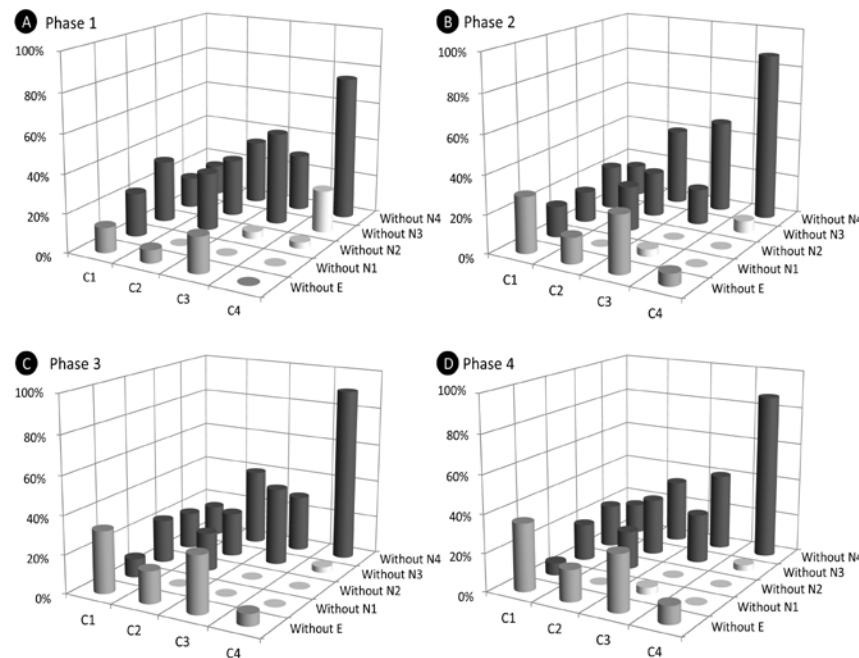 A Phase 1
100%
80%
60%
40%
20%
0%
C1
C2
C3
C4
Without N4
Without N3
Without N2
Without N1
Without E
B Phase 2
100%
80%
60%
40%
20%
0%
C1
C2
C3
C4
Without N4
Without N3
Without N2
Without N1
Without E
C Phase 3
100%
80%
60%
40%
20%
0%
C1
C2
C3
C4
Without N4
Without N3
Without N2
Without N1
Without E
D Phase 4
100%
80%
60%
40%
20%
0%
C1
C2
C3
C4
Without N4
Without N3
Without N2
Without N1
Without E